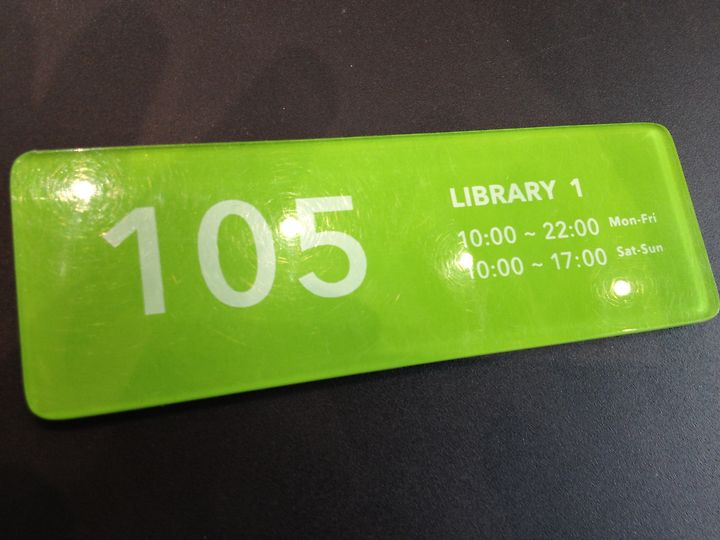 105
LIBRARY 1
10:00 ~ 22:00 Mon-Fri
10:00 ~ 17:00 Sat-Sun